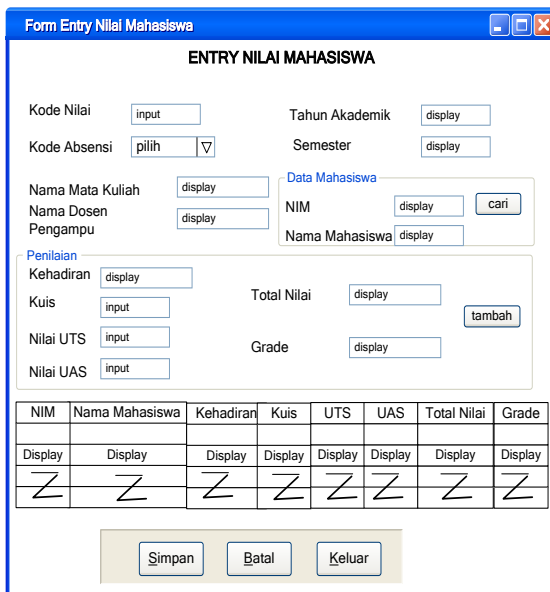 Form Entry Nilai Mahasiswa
ENTRY NILAI MAHASISWA
Kode Nilai input Tahun Akademik display
Kode Absensi pilih Semester display
Nama Mata Kuliah display
Nama Dosen Pengampu display
Data Mahasiswa
NIM display cari
Nama Mahasiswa display
Penilaian
Kehadiran display
Kuis input Total Nilai display
tambah
Nilai UTS input Grade display
Nilai UAS input
NIM Nama Mahasiswa Kehadiran Kuis UTS UAS Total Nilai Grade
Display Display Display Display Display Display Display Display
Simpan Batal Keluar